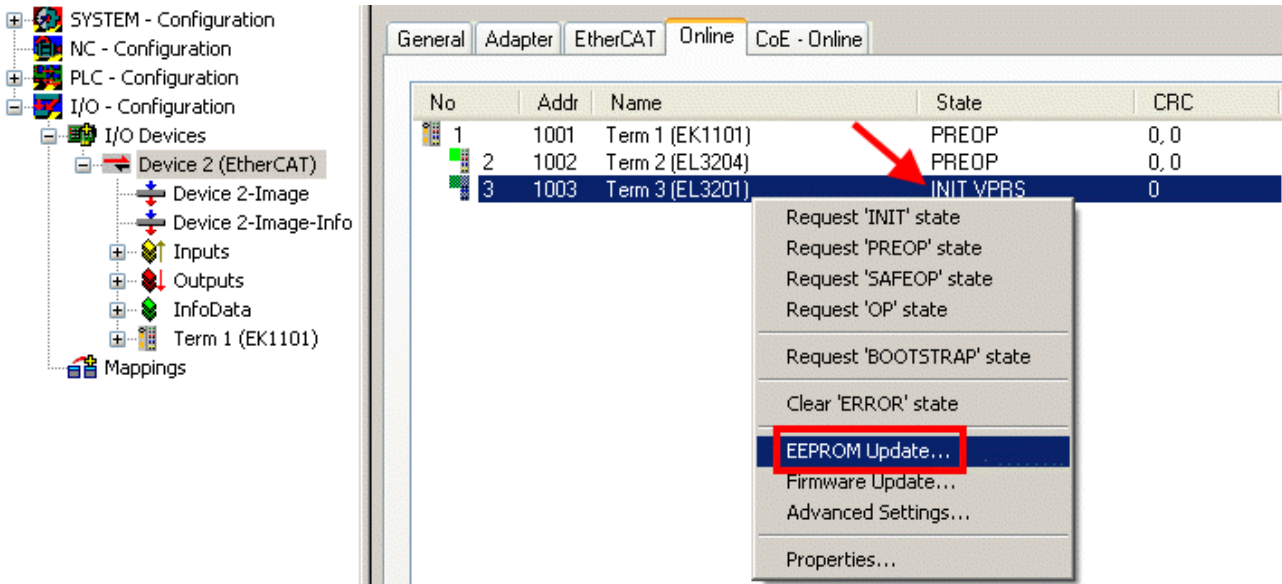 SYSTEM - Configuration
NC - Configuration
PLC - Configuration
I/O - Configuration
I/O Devices
Device 2 (EtherCAT)
Device 2-Image
Device 2-Image-Info
Inputs
Outputs
InfoData
Term 1 (EK1101)
Mappings
General Adapter EtherCAT Online CoE - Online
No Addr Name State CRC
1 1001 Term 1 (EK1101) PREOP 0, 0
2 1002 Term 2 (EL3204) PREOP 0, 0
3 1003 Term 3 (EL3201) INIT VPRS 0
Request 'INIT' state
Request 'PREOP' state
Request 'SAFEOP' state
Request 'OP' state
Request 'BOOTSTRAP' state
Clear 'ERROR' state
EEPROM Update...
Firmware Update...
Advanced Settings...
Properties...